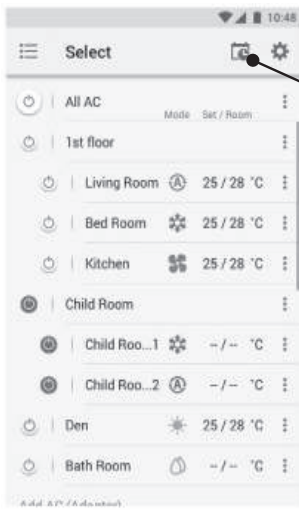 10:48
Select
All AC
Mode Set / Room
1st floor
Living Room A 25 / 28 °C
Bed Room 25 / 28 °C
Kitchen 25 / 28 °C
Child Room
Child Roo...1 -- / -- °C
Child Roo...2 A -- / -- °C
Den 25 / 28 °C
Bath Room -- / -- °C
Add AC (Adaptor)